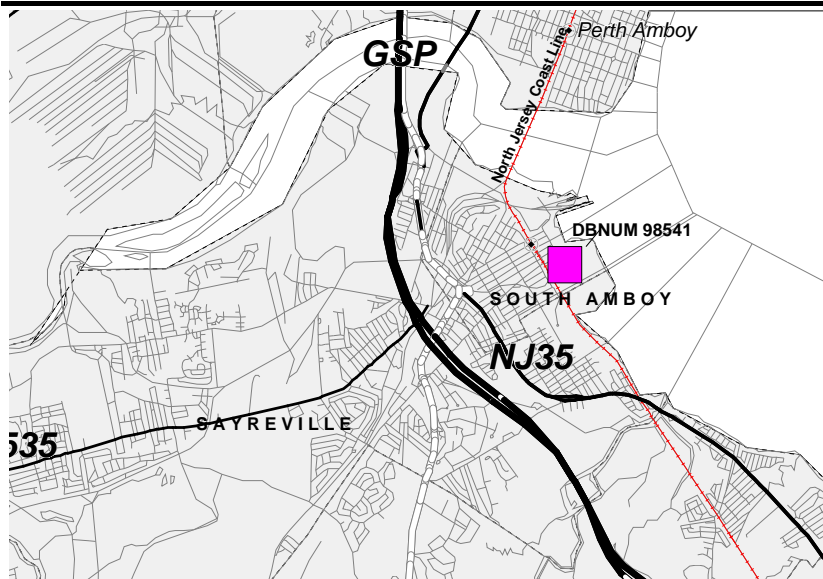 Perth Amboy
GSP
North Jersey Coast Line
DBNUM 98541
SOUTH AMBOY
NJ35
SAYREVILLE
535